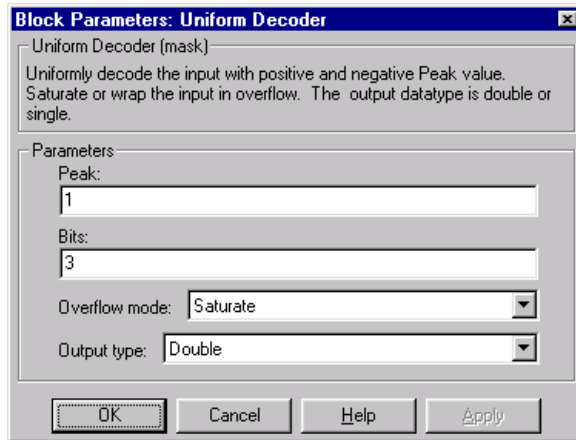 Block Parameters: Uniform Decoder
Uniform Decoder (mask)
Uniformly decode the input with positive and negative Peak value.
Saturate or wrap the input in overflow.  The  output datatype is double or
single.
Parameters
Peak:
1
Bits:
3
Overflow mode: Saturate
Output type: Double
OK Cancel Help Apply